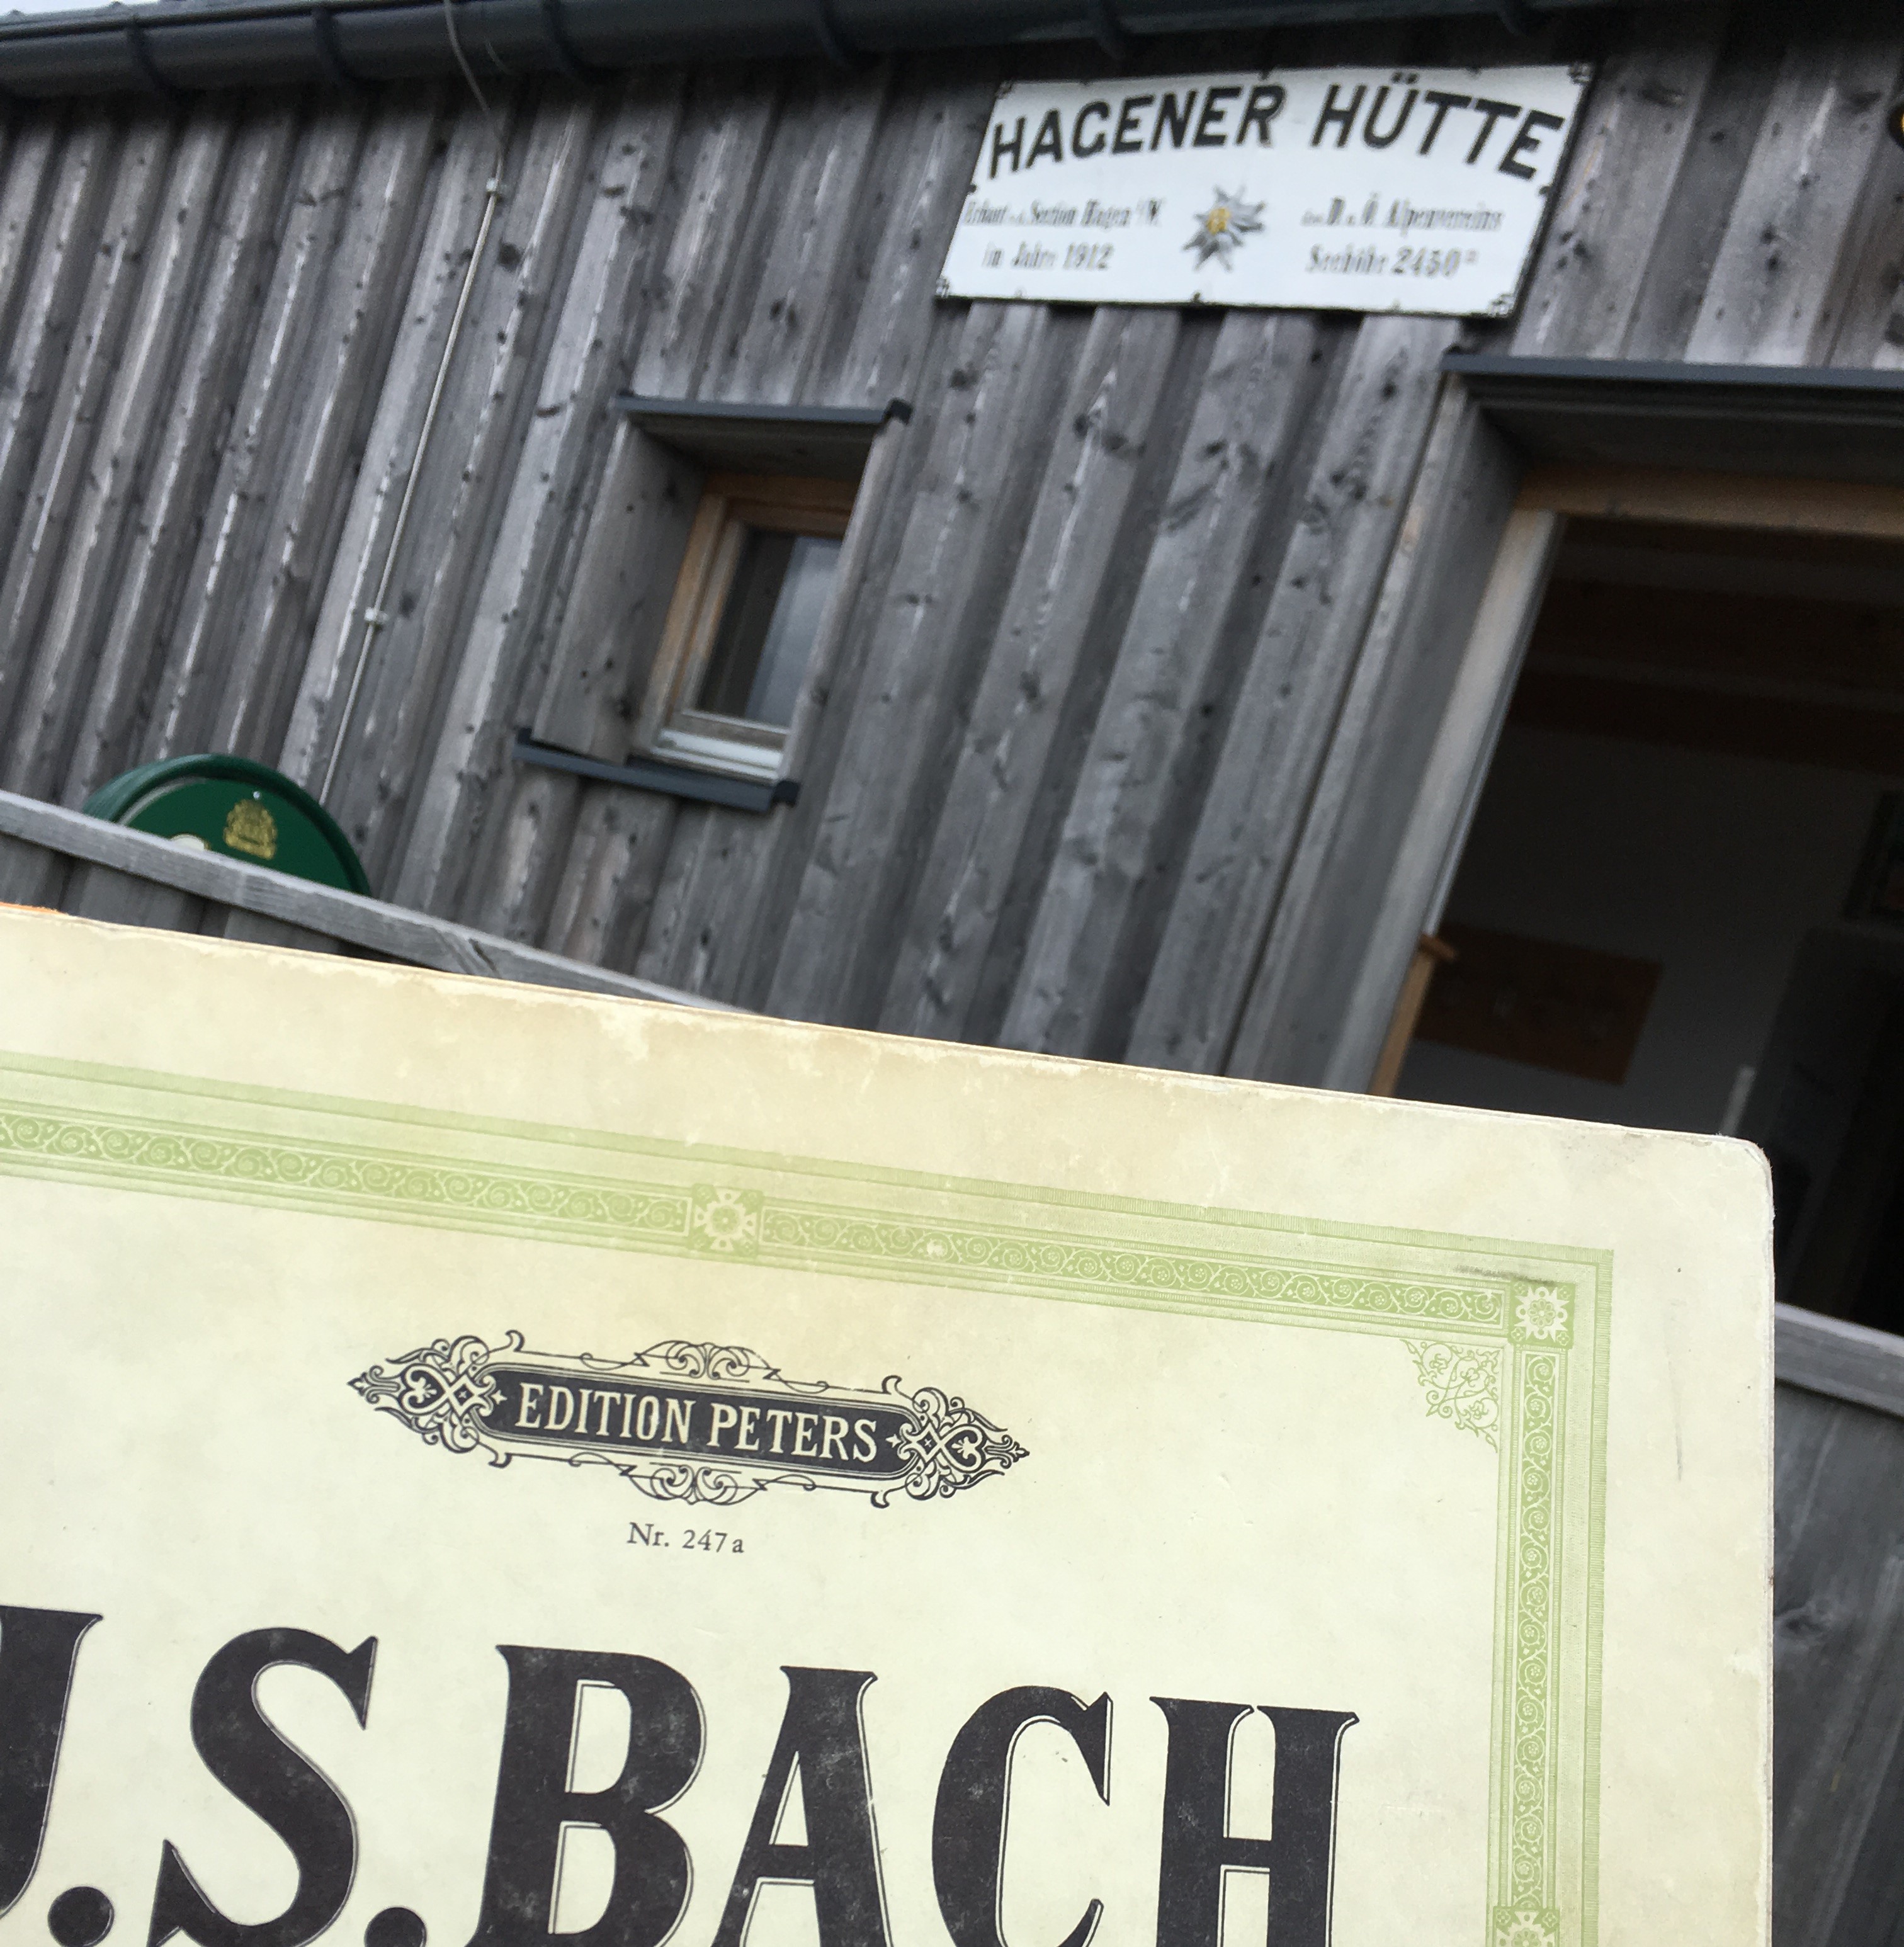 HAGENER HÜTTE
Erbaut v. d. Section Hagen i/W.
im Jahre 1912
des D. u. Ö. Alpenvereins
Seehöhe 2450 m
EDITION PETERS
Nr. 247a
J.S.BACH